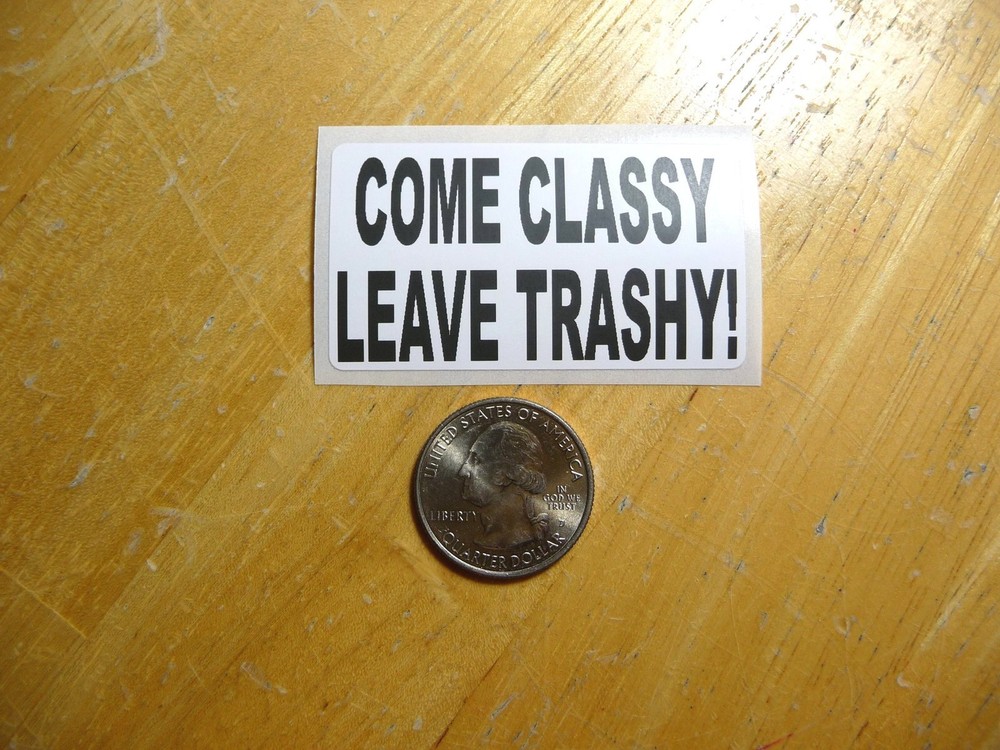 COME CLASSY
LEAVE TRASHY!
UNITED STATES OF AMERICA
IN
GOD WE
TRUST
LIBERTY
P
QUARTER DOLLAR